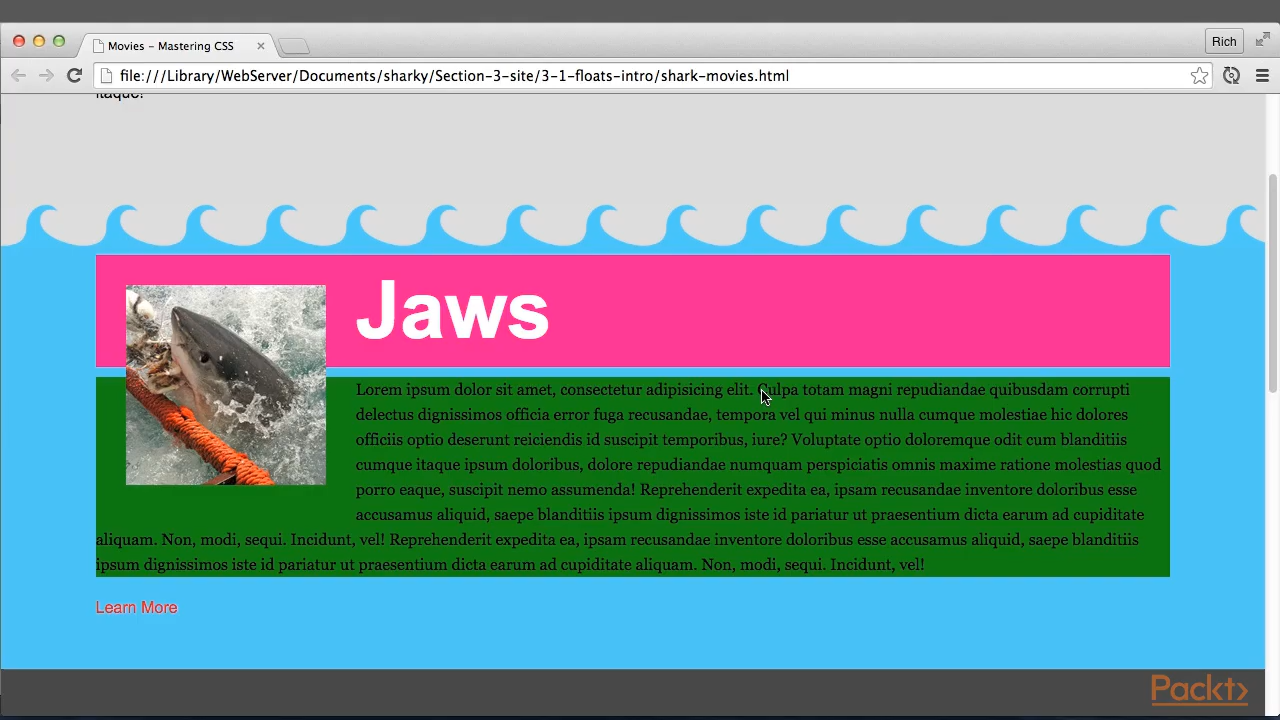 Movies – Mastering CSS
Rich
file:///Library/WebServer/Documents/sharky/Section-3-site/3-1-floats-intro/shark-movies.html
itaque!
Jaws
Lorem ipsum dolor sit amet, consectetur adipisicing elit. Culpa totam magni repudiandae quibusdam corrupti
delectus dignissimos officia error fuga recusandae, tempora vel qui minus nulla cumque molestiae hic dolores
officiis optio deserunt reiciendis id suscipit temporibus, iure? Voluptate optio doloremque odit cum blanditiis
cumque itaque ipsum doloribus, dolore repudiandae numquam perspiciatis omnis maxime ratione molestias quod
porro eaque, suscipit nemo assumenda! Reprehenderit expedita ea, ipsam recusandae inventore doloribus esse
accusamus aliquid, saepe blanditiis ipsum dignissimos iste id pariatur ut praesentium dicta earum ad cupiditate
aliquam. Non, modi, sequi. Incidunt, vel! Reprehenderit expedita ea, ipsam recusandae inventore doloribus esse accusamus aliquid, saepe blanditiis
ipsum dignissimos iste id pariatur ut praesentium dicta earum ad cupiditate aliquam. Non, modi, sequi. Incidunt, vel!
Learn More
Packt